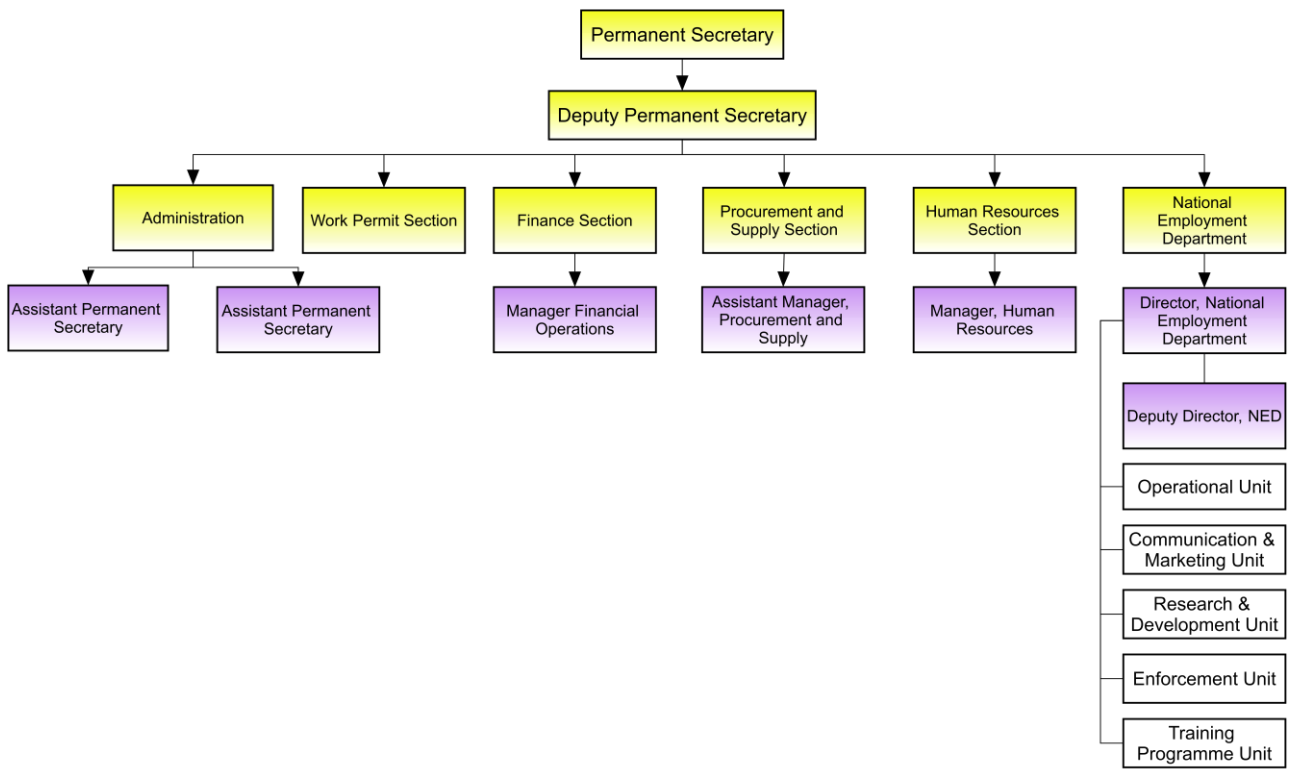 Permanent Secretary
Deputy Permanent Secretary
Administration
Work Permit Section
Finance Section
Procurement and
Supply Section
Human Resources
Section
National
Employment
Department
Assistant Permanent
Secretary
Assistant Permanent
Secretary
Manager Financial
Operations
Assistant Manager,
Procurement and
Supply
Manager, Human
Resources
Director, National
Employment
Department
Deputy Director, NED
Operational Unit
Communication &
Marketing Unit
Research &
Development Unit
Enforcement Unit
Training
Programme Unit